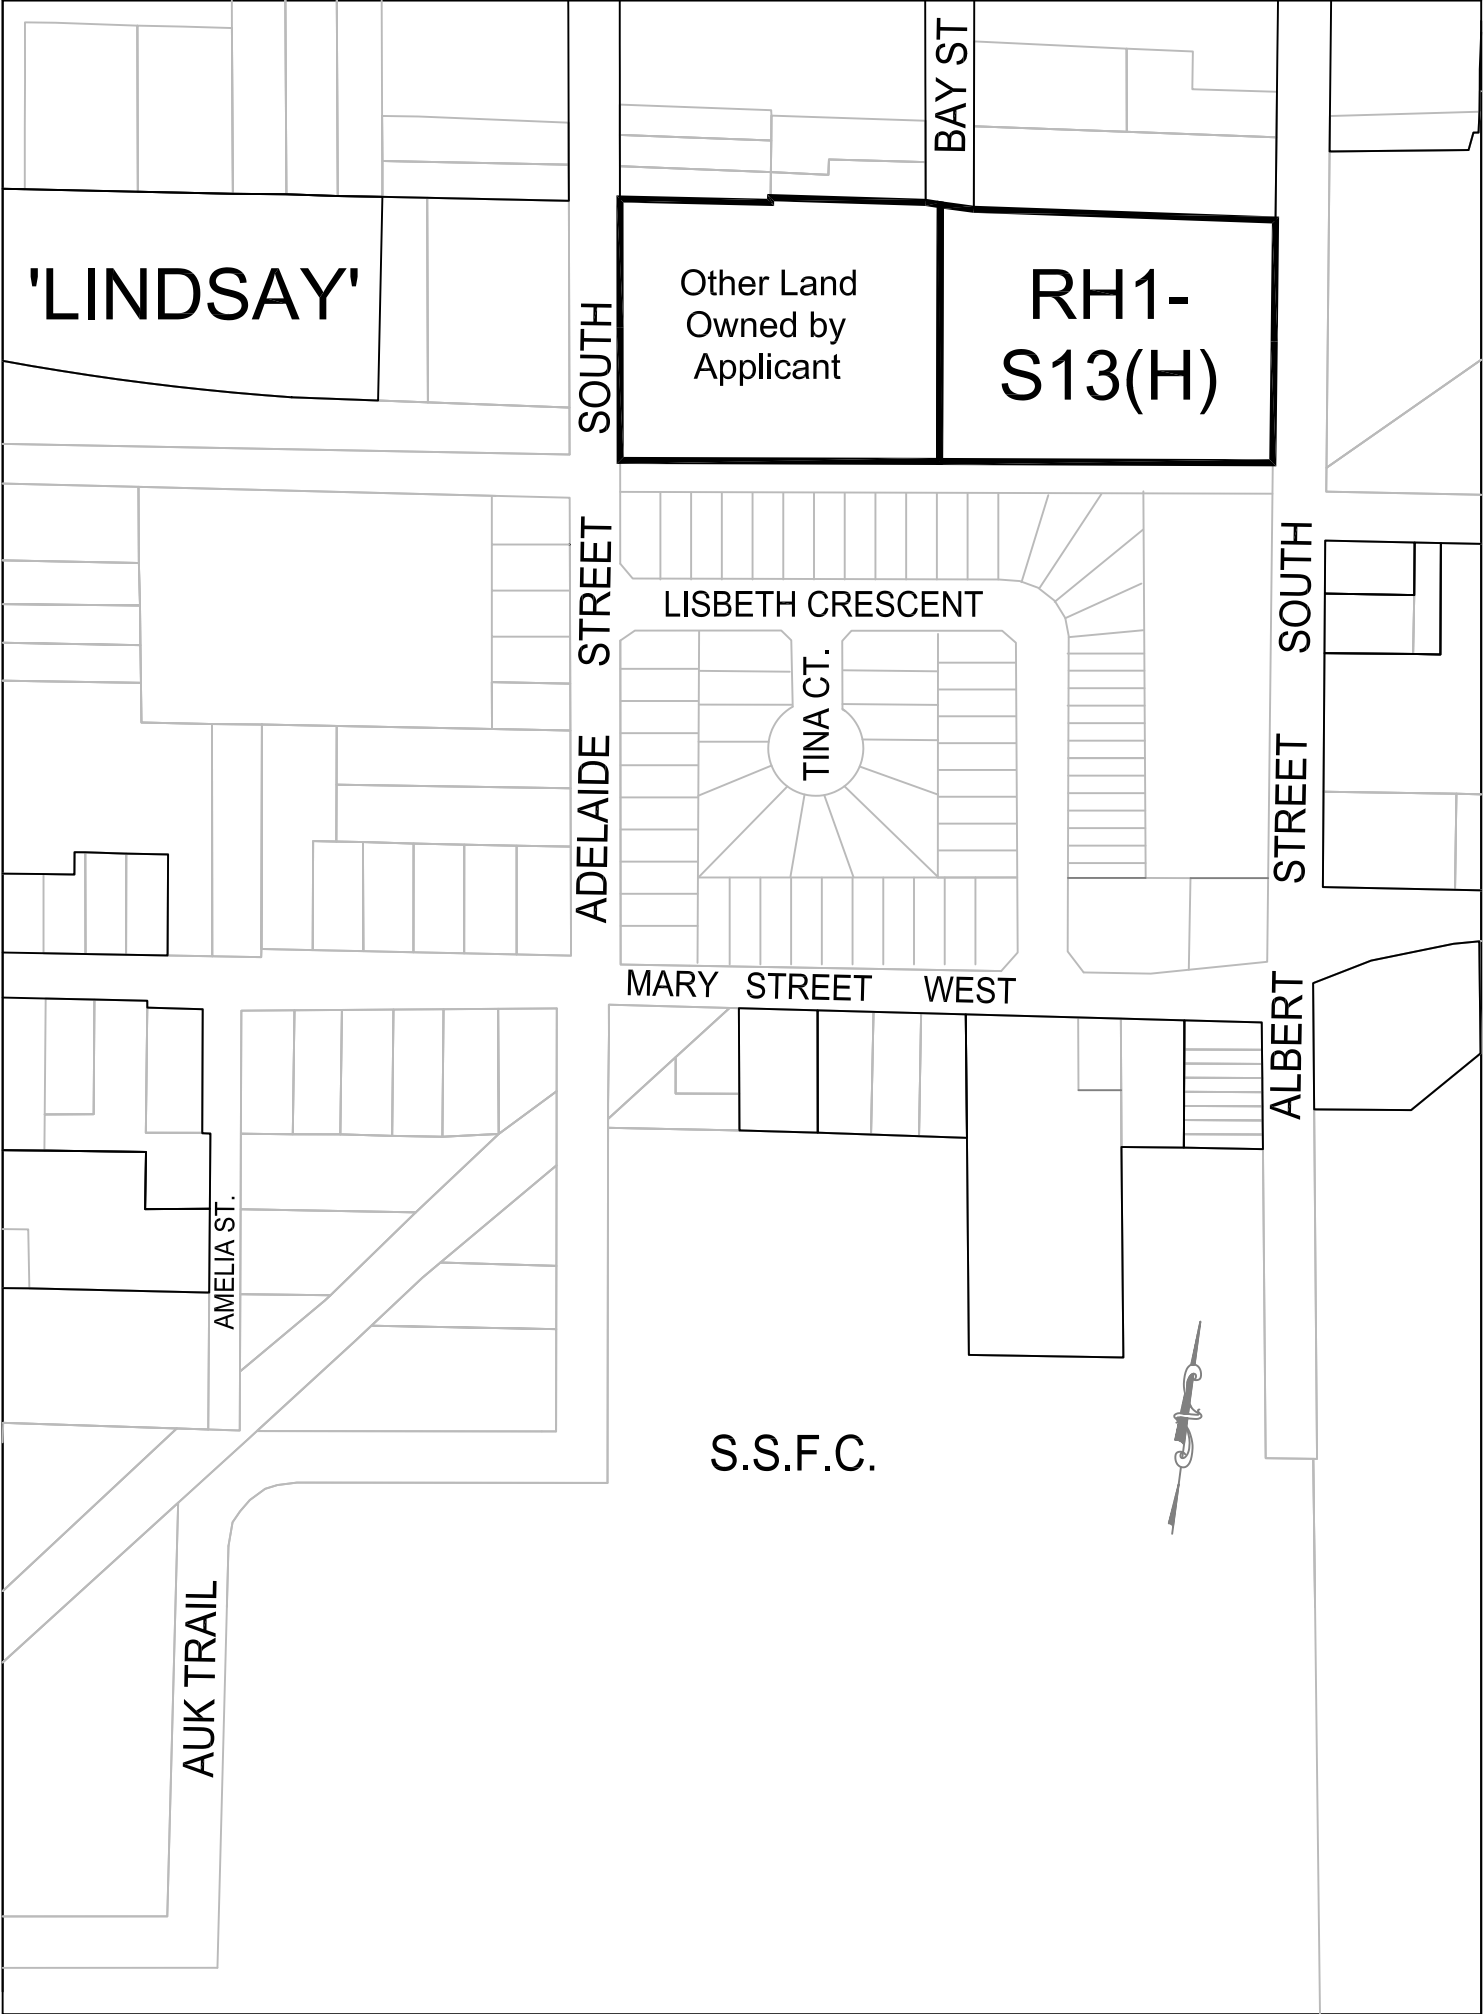 BAY ST
'LINDSAY'
Other Land
Owned by
Applicant
RH1-
S13(H)
ADELAIDE STREET SOUTH
LISBETH CRESCENT
TINA CT.
ALBERT STREET SOUTH
MARY STREET WEST
AMELIA ST.
S.S.F.C.
AUK TRAIL